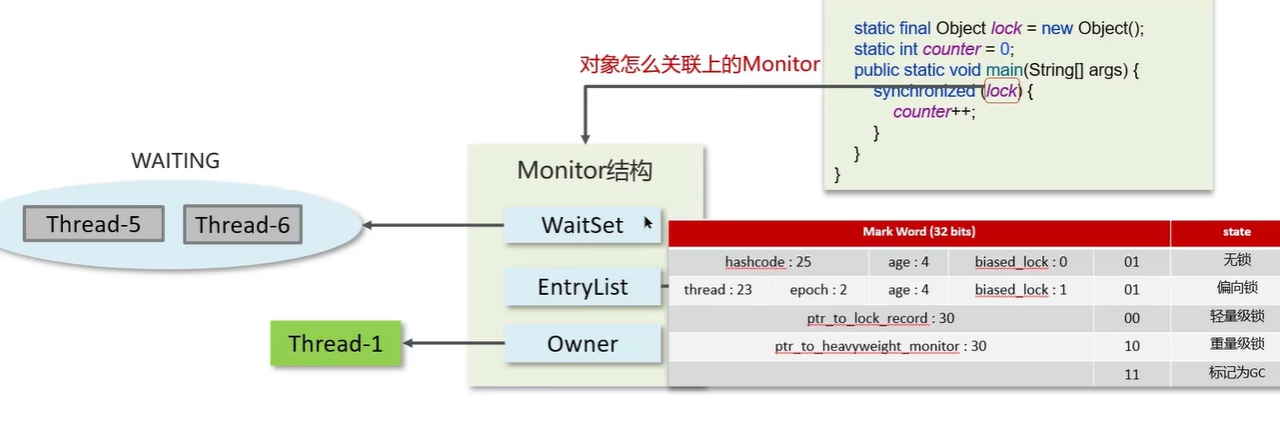 static final Object lock = new Object();
static int counter = 0;
public static void main(String[] args) {
synchronized (lock) {
counter++;
}
}
}
对象怎么关联上的Monitor
WAITING
Thread-5
Thread-6
Monitor结构
WaitSet
EntryList
Owner
Thread-1
Mark Word (32 bits) state
hashcode : 25 age : 4 biased_lock : 0 01 无锁
thread : 23 epoch : 2 age : 4 biased_lock : 1 01 偏向锁
ptr_to_lock_record : 30 00 轻量级锁
ptr_to_heavyweight_monitor : 30 10 重量级锁
11 标记为GC